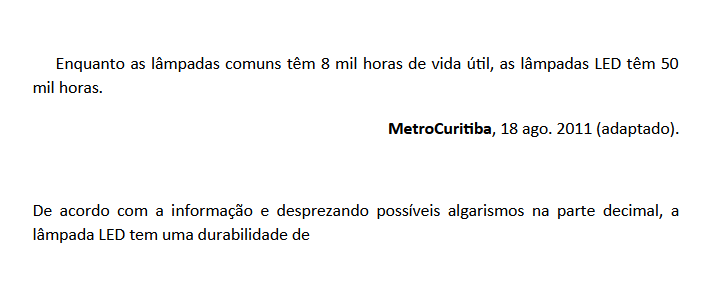 Enquanto as lâmpadas comuns têm 8 mil horas de vida útil, as lâmpadas LED têm 50
mil horas.
MetroCuritiba, 18 ago. 2011 (adaptado).
De acordo com a informação e desprezando possíveis algarismos na parte decimal, a
lâmpada LED tem uma durabilidade de